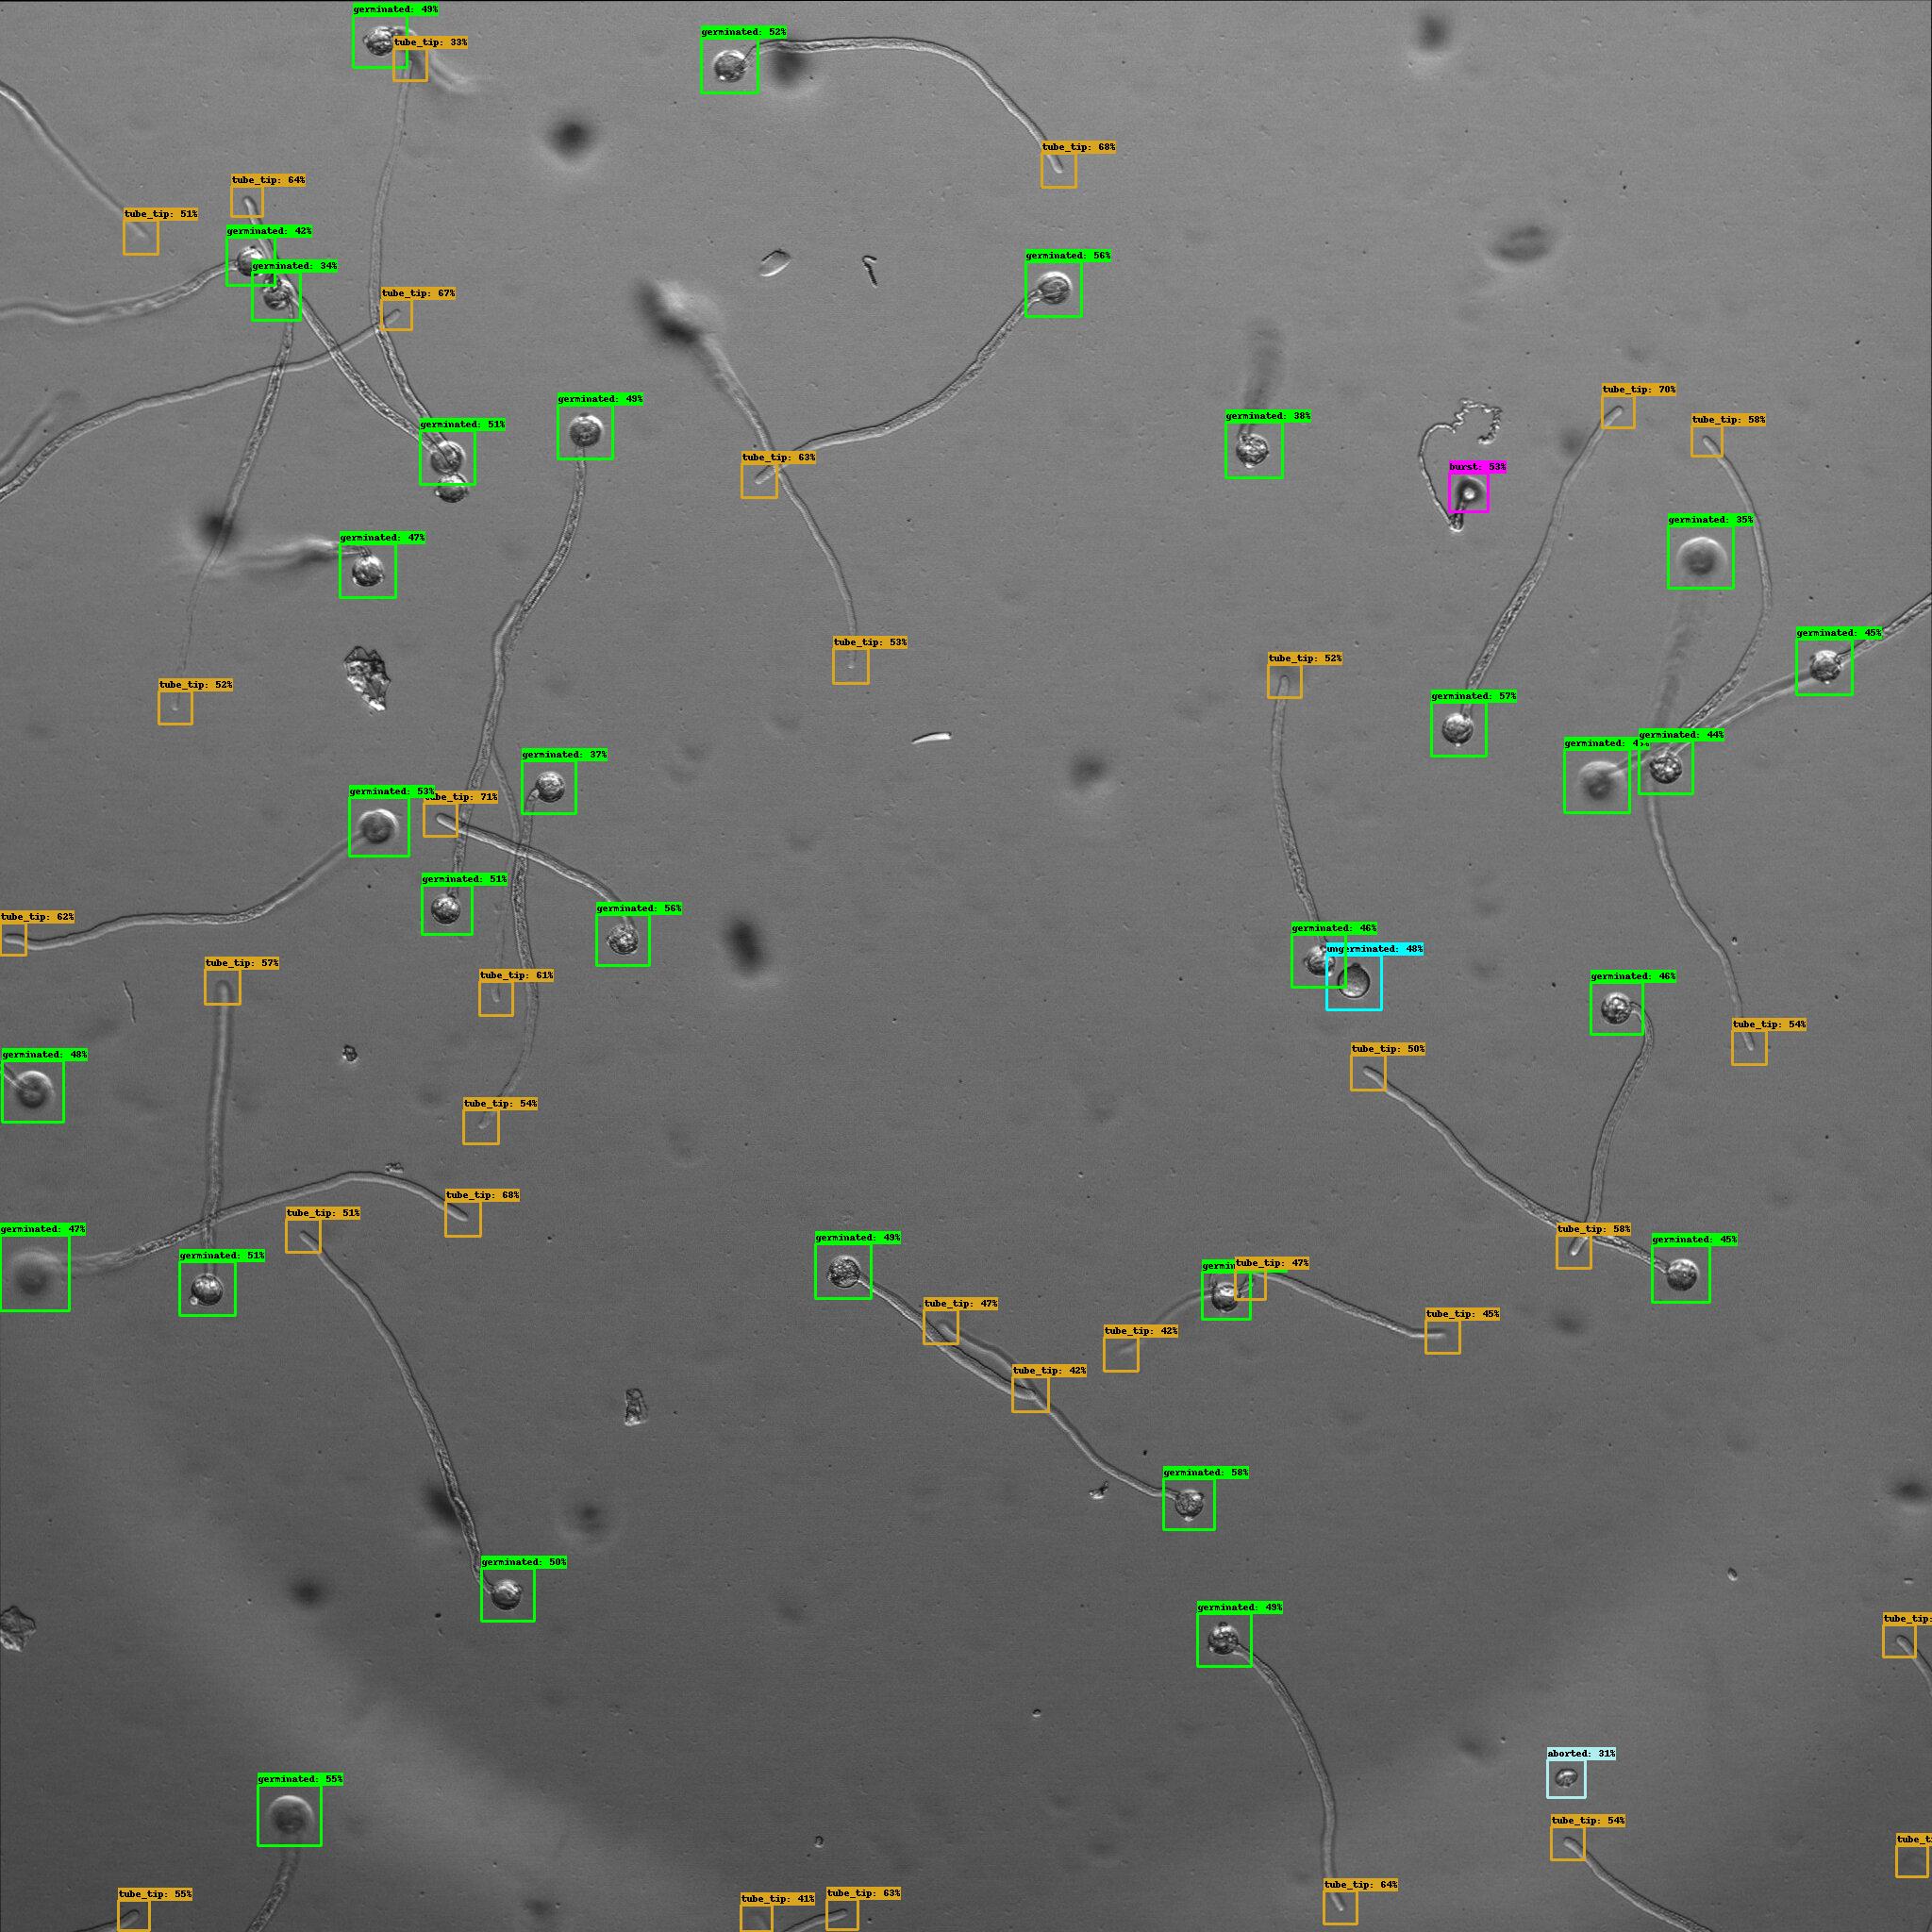 germinated: 49%
tube_tip: 33%
germinated: 52%
tube_tip: 68%
tube_tip: 64%
tube_tip: 51%
germinated: 42%
germinated: 34%
germinated: 56%
tube_tip: 67%
tube_tip: 70%
germinated: 49%
germinated: 38%
tube_tip: 58%
germinated: 51%
tube_tip: 63%
burst: 53%
germinated: 35%
germinated: 47%
germinated: 45%
tube_tip: 53%
tube_tip: 52%
tube_tip: 52%
germinated: 57%
germinated: 44%
germinated:
germinated: 37%
germinated: 53%
tube_tip: 71%
germinated: 51%
germinated: 56%
tube_tip: 62%
germinated: 46%
ungerminated: 48%
tube_tip: 57%
tube_tip: 61%
germinated: 46%
tube_tip: 54%
tube_tip: 50%
germinated: 48%
tube_tip: 54%
tube_tip: 68%
tube_tip: 51%
germinated: 47%
tube_tip: 58%
germinated: 49%
germinated: 45%
germinated: 51%
tube_tip: 47%
tube_tip: 47%
tube_tip: 45%
tube_tip: 42%
tube_tip: 42%
germinated: 58%
germinated: 50%
germinated: 49%
tube_tip:
aborted: 31%
germinated: 55%
tube_tip: 54%
tube_tip: 64%
tube_tip: 55%
tube_tip: 41%
tube_tip: 63%